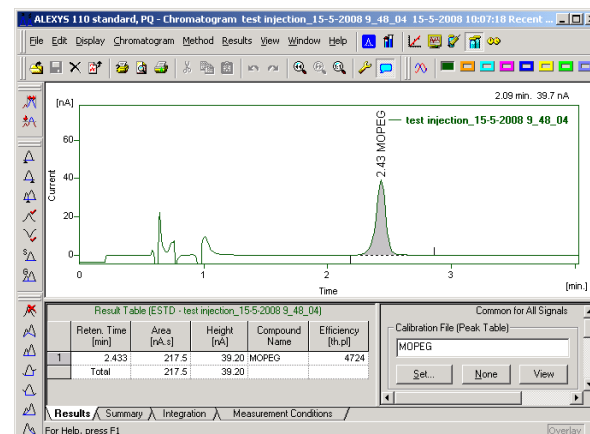 ALEXYS 110 standard, PQ - Chromatogram test injection_15-5-2008 9_48_04 15-5-2008 10:07:18 Recent ...
File Edit Display Chromatogram Method Results View Window Help
2.09 min. 39.7 nA
[nA]
60
40
20
0
Current
2.43 MOPEG
test injection_15-5-2008 9_48_04
0 1 2 3
Time [min.]
Result Table (ESTD - test injection_15-5-2008 9_48_04)
Reten. Time [min] Area [nA.s] Height [nA] Compound Name Efficiency [th.pl]
1 2.433 217.5 39.20 MOPEG 4724
Total 217.5 39.20
Common for All Signals
Calibration File (Peak Table)
MOPEG
Set... None View
Results Summary Integration Measurement Conditions
For Help, press F1
Overlay